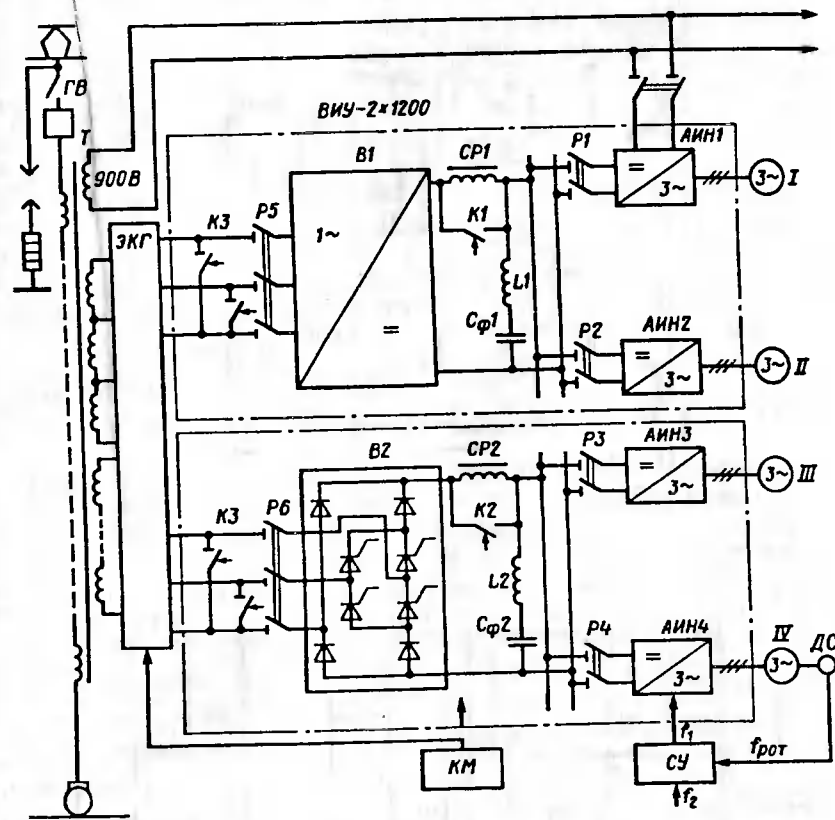 ГВ
Т
900В
ВИУ-2×1200
АИН1
Р1
=
3~
3~
I
В1
СР1
К3
Р5
ЭКГ
1~
=
К1
L1
Сф1
Р2
АИН2
=
3~
3~
II
В2
СР2
Р3
АИН3
=
3~
3~
III
К3
Р6
К2
L2
Сф2
Р4
АИН4
=
3~
IV
3~
ДС
КМ
f1
СУ
fрот
f2